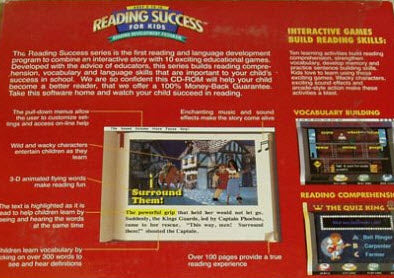 READING SUCCESS
FOR KIDS
READING DEVELOPMENT PROGRAM
The Reading Success series is the first reading and language development
program to combine an interactive story with 10 exciting educational games.
Developed with the advice of educators, this series builds reading compre-
hension, vocabulary and language skills that are important to your child's
success in school. We are so confident this CD-ROM will help your child
become a better reader, that we offer a 100% Money-Back Guarantee.
Take this software home and watch your child succeed in reading.
The pull-down menus allow
the user to customize set-
tings and access on-line help
Wild and wacky characters
entertain children as they
learn
3-D animated flying words
make reading fun
The text is highlighted as it is
read to help children learn by
seeing and hearing the words
at the same time
Children learn vocabulary by
clicking on over 300 words to
see and hear definitions
Enchanting music and sound
effects make the story come alive
Surround
Them!
The powerful grip that held her would not let go.
Suddenly, the Kings Guards, led by Captain Phoebus,
came to her rescue. "This way, men! Surround
them!" shouted the Captain.
Over 100 pages provide a true
reading experience
INTERACTIVE GAMES
BUILD READING SKILLS:
Ten learning activities build reading
comprehension, strengthen
vocabulary, develop memory and
practice sentence building skills.
Kids love to learn using these
exciting games. Wacky characters,
exciting sound effects and
arcade-style action make these
activities a blast.
VOCABULARY BUILDING
READING COMPREHENSION
THE QUIZ KING
A Bell Ringer
B Carpenter
C Farmer